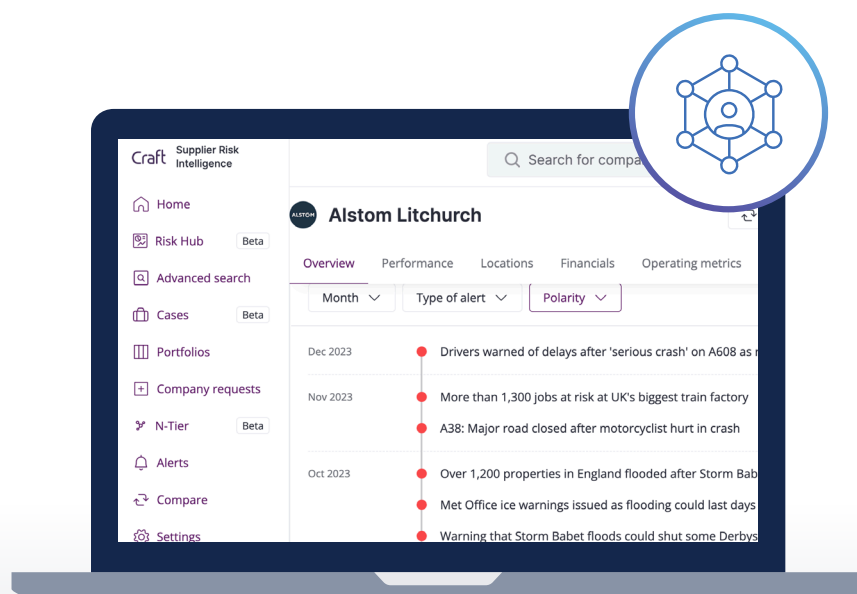 Craft
Supplier Risk
Intelligence
Search for compa
Home
ALSTOM
Alstom Litchurch
Risk Hub
Beta
Overview
Performance
Locations
Financials
Operating metrics
Advanced search
Month
Type of alert
Polarity
Cases
Beta
Portfolios
Dec 2023
Drivers warned of delays after 'serious crash' on A608 as
Company requests
Nov 2023
More than 1,300 jobs at risk at UK's biggest train factory
N-Tier
Beta
A38: Major road closed after motorcyclist hurt in crash
Alerts
Oct 2023
Over 1,200 properties in England flooded after Storm Bab
Compare
Met Office ice warnings issued as flooding could last days
Settings
Warning that Storm Babet floods could shut some Derbys